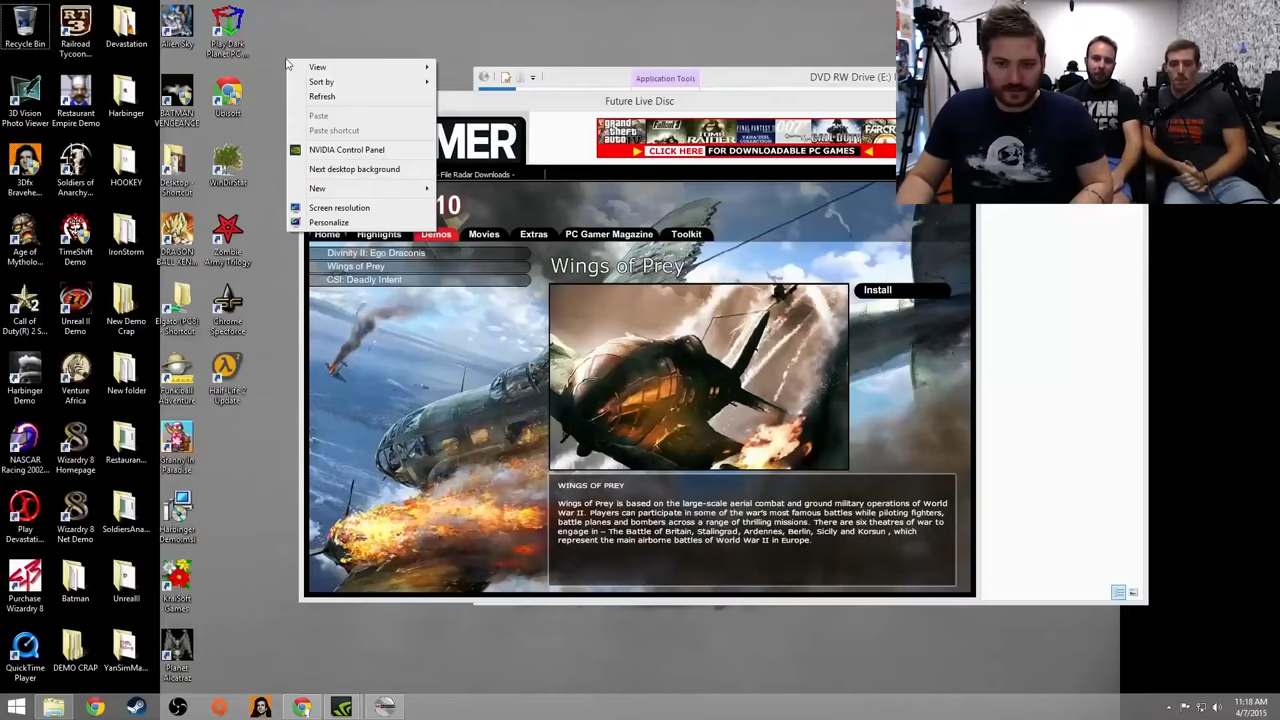 Recycle Bin
Railroad Tycoon...
Devastation
Alien Sky
Play Dark Planet PC...
3D Vision Photo Viewer
Restaurant Empire Demo
Harbinger
BATMAN VENGEANCE
Ubisoft
3Dfx Bravehe...
Soldiers of Anarchy...
HOOKEY
Desktop - Shortcut
WinDirStat
Age of Mytholo...
TimeShift Demo
IronStorm
DRAGON BALL XEN...
Zombie Army Trilogy
Call of Duty(R) 2 S...
Unreal II Demo
New Demo Crap
Elgato (PC8) - Shortcut
Chrome Specforce
Harbinger Demo
Venture Africa
New folder
Funkiball Adventure
Half-Life 2 Update
NASCAR Racing 2002...
Wizardry 8 Homepage
Restauran...
Granny In Paradise
Play Devastati...
Wizardry 8 Net Demo
SoldiersAna...
Harbinger Demo(msi)
Purchase Wizardry 8
Batman
UnrealII
KraiSoft Games
QuickTime Player
DEMO CRAP
YanSimMa...
Planet Alcatraz
View
Sort by
Refresh
Paste
Paste shortcut
NVIDIA Control Panel
Next desktop background
New
Screen resolution
Personalize
Application Tools
DVD RW Drive (E:)
Future Live Disc
MER
CLICK HERE FOR DOWNLOADABLE PC GAMES
- File Radar Downloads -
10
Home
Highlights
Demos
Movies
Extras
PC Gamer Magazine
Toolkit
Divinity II: Ego Draconis
Wings of Prey
CSI: Deadly Intent
Wings of Prey
Install
WINGS OF PREY
Wings of Prey is based on the large-scale aerial combat and ground military operations of World
War II. Players can participate in some of the war's most famous battles while piloting fighters,
battle planes and bombers across a range of thrilling missions. There are six theatres of war to
engage in – The Battle of Britain, Stalingrad, Ardennes, Berlin, Sicily and Korsun , which
represent the main airborne battles of World War II in Europe.
11:18 AM
4/7/2015